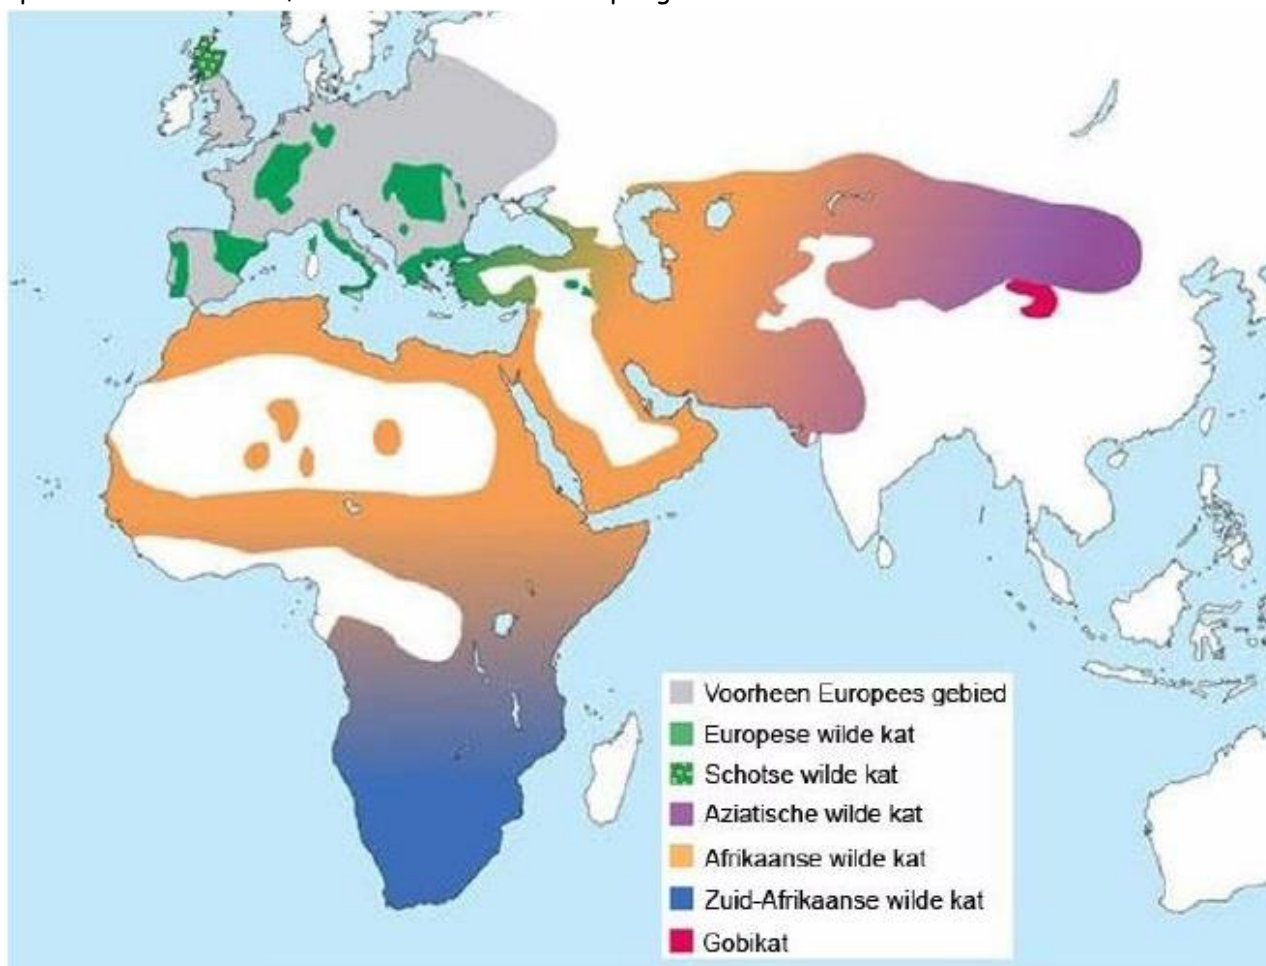 Voorheen Europees gebied
Europese wilde kat
Schotse wilde kat
Aziatische wilde kat
Afrikaanse wilde kat
Zuid-Afrikaanse wilde kat
Gobikat